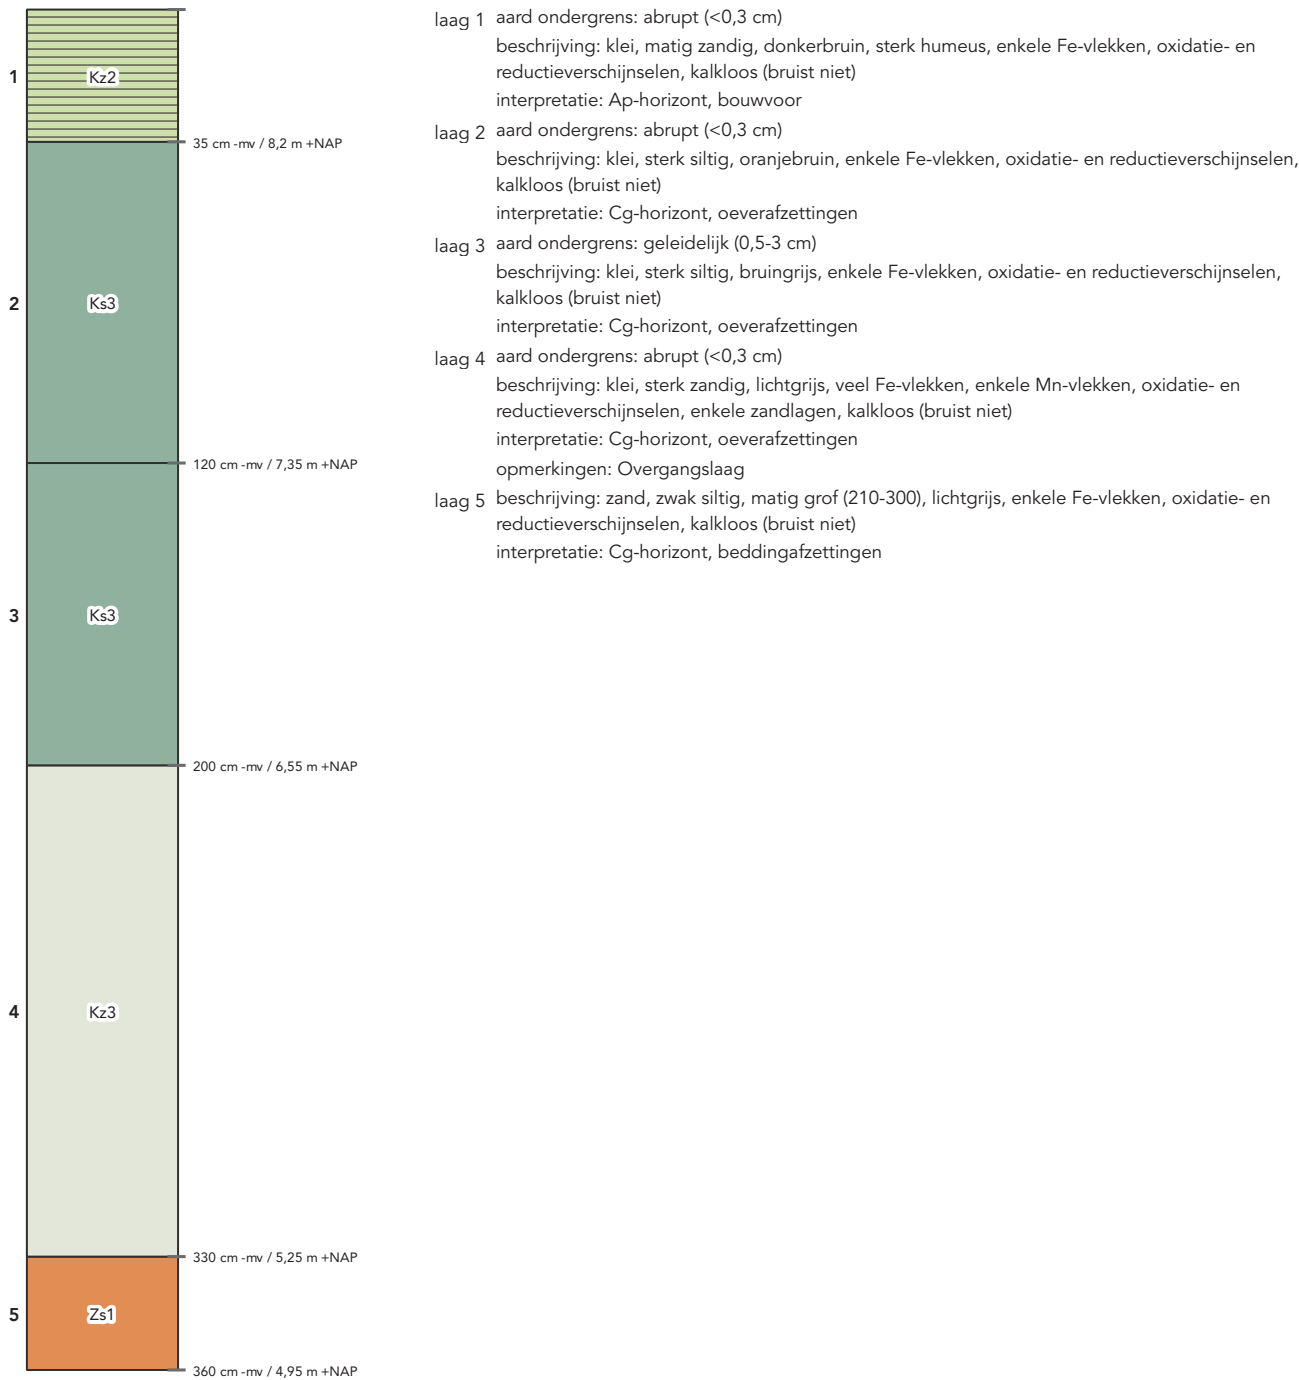 laag 1 aard ondergrens: abrupt (<0,3 cm)
beschrijving: klei, matig zandig, donkerbruin, sterk humeus, enkele Fe-vlekken, oxidatie- en
reductieverschijnselen, kalkloos (bruist niet)
interpretatie: Ap-horizont, bouwvoor
laag 2 aard ondergrens: abrupt (<0,3 cm)
beschrijving: klei, sterk siltig, oranjebruin, enkele Fe-vlekken, oxidatie- en reductieverschijnselen,
kalkloos (bruist niet)
interpretatie: Cg-horizont, oeverafzettingen
laag 3 aard ondergrens: geleidelijk (0,5-3 cm)
beschrijving: klei, sterk siltig, bruingrijs, enkele Fe-vlekken, oxidatie- en reductieverschijnselen,
kalkloos (bruist niet)
interpretatie: Cg-horizont, oeverafzettingen
laag 4 aard ondergrens: abrupt (<0,3 cm)
beschrijving: klei, sterk zandig, lichtgrijs, veel Fe-vlekken, enkele Mn-vlekken, oxidatie- en
reductieverschijnselen, enkele zandlagen, kalkloos (bruist niet)
interpretatie: Cg-horizont, oeverafzettingen
opmerkingen: Overgangslaag
laag 5 beschrijving: zand, zwak siltig, matig grof (210-300), lichtgrijs, enkele Fe-vlekken, oxidatie- en
reductieverschijnselen, kalkloos (bruist niet)
interpretatie: Cg-horizont, beddingafzettingen
1 Kz2
35 cm -mv / 8,2 m +NAP
2 Ks3
120 cm -mv / 7,35 m +NAP
3 Ks3
200 cm -mv / 6,55 m +NAP
4 Kz3
330 cm -mv / 5,25 m +NAP
5 Zs1
360 cm -mv / 4,95 m +NAP